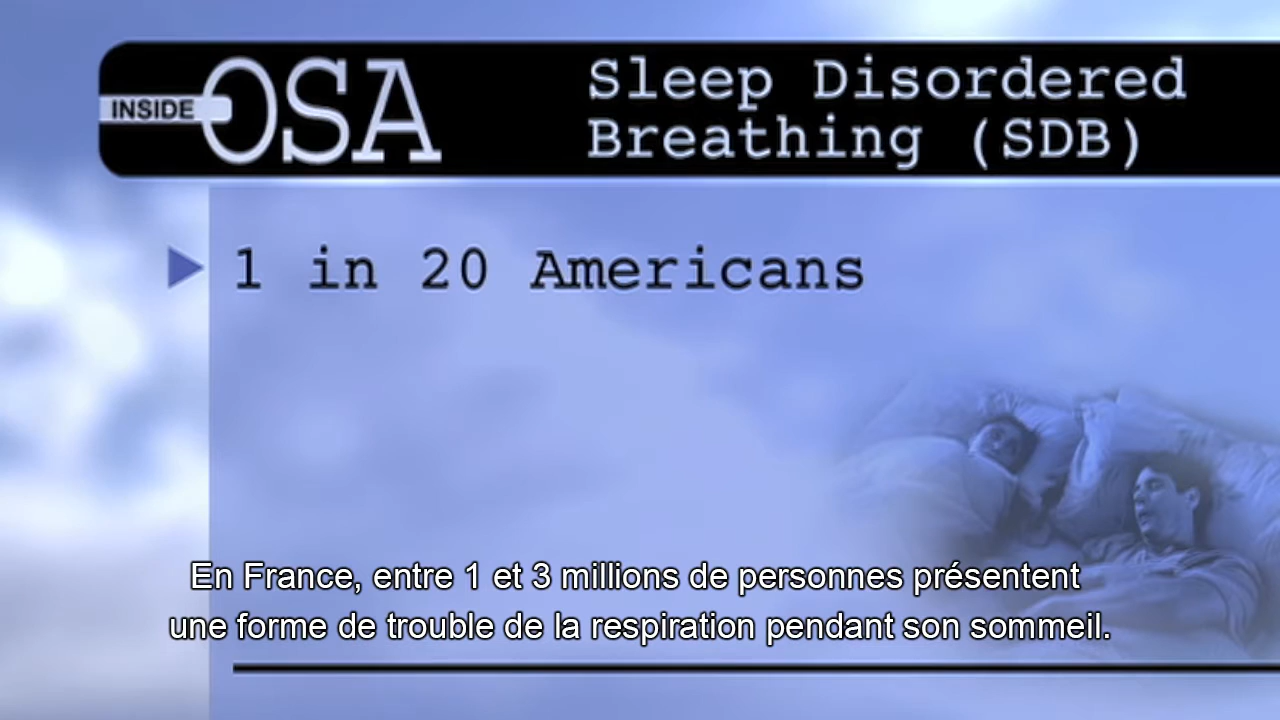 INSIDE OSA
Sleep Disordered
Breathing (SDB)
1 in 20 Americans
En France, entre 1 et 3 millions de personnes présentent
une forme de trouble de la respiration pendant son sommeil.